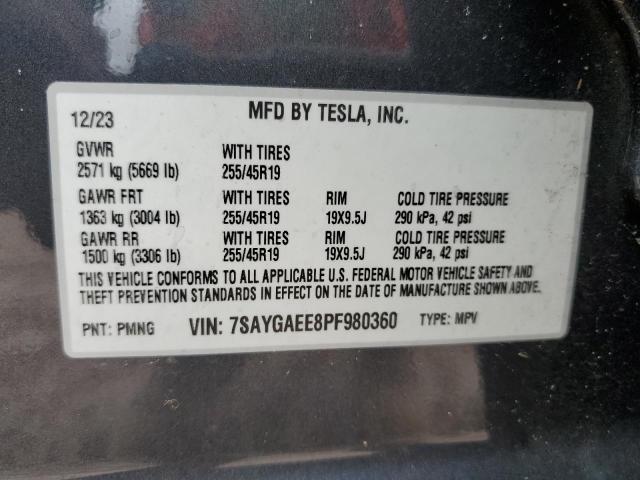 12/23 MFD BY TESLA, INC.
GVWR WITH TIRES
2571 kg (5669 lb) 255/45R19
GAWR FRT WITH TIRES RIM COLD TIRE PRESSURE
1363 kg (3004 lb) 255/45R19 19X9.5J 290 kPa, 42 psi
GAWR RR WITH TIRES RIM COLD TIRE PRESSURE
1500 kg (3306 lb) 255/45R19 19X9.5J 290 kPa, 42 psi
THIS VEHICLE CONFORMS TO ALL APPLICABLE U.S. FEDERAL MOTOR VEHICLE SAFETY AND
THEFT PREVENTION STANDARDS IN EFFECT ON THE DATE OF MANUFACTURE SHOWN ABOVE.
PNT: PMNG VIN: 7SAYGAEE8PF980360 TYPE: MPV